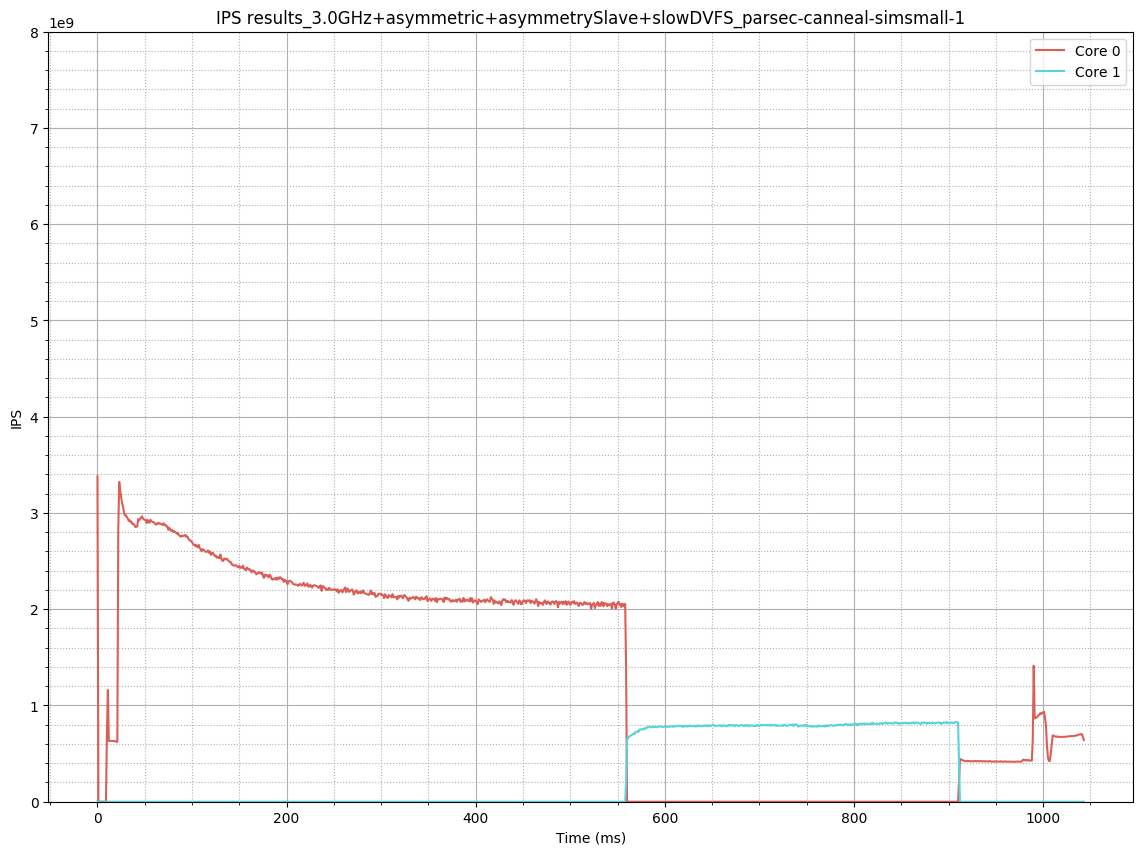 IPS results_3.0GHz+asymmetric+asymmetrySlave+slowDVFS_parsec-canneal-simsmall-1
1e9
8
7
6
5
4
3
2
1
0
IPS
Core 0
Core 1
0
200
400
600
800
1000
Time (ms)